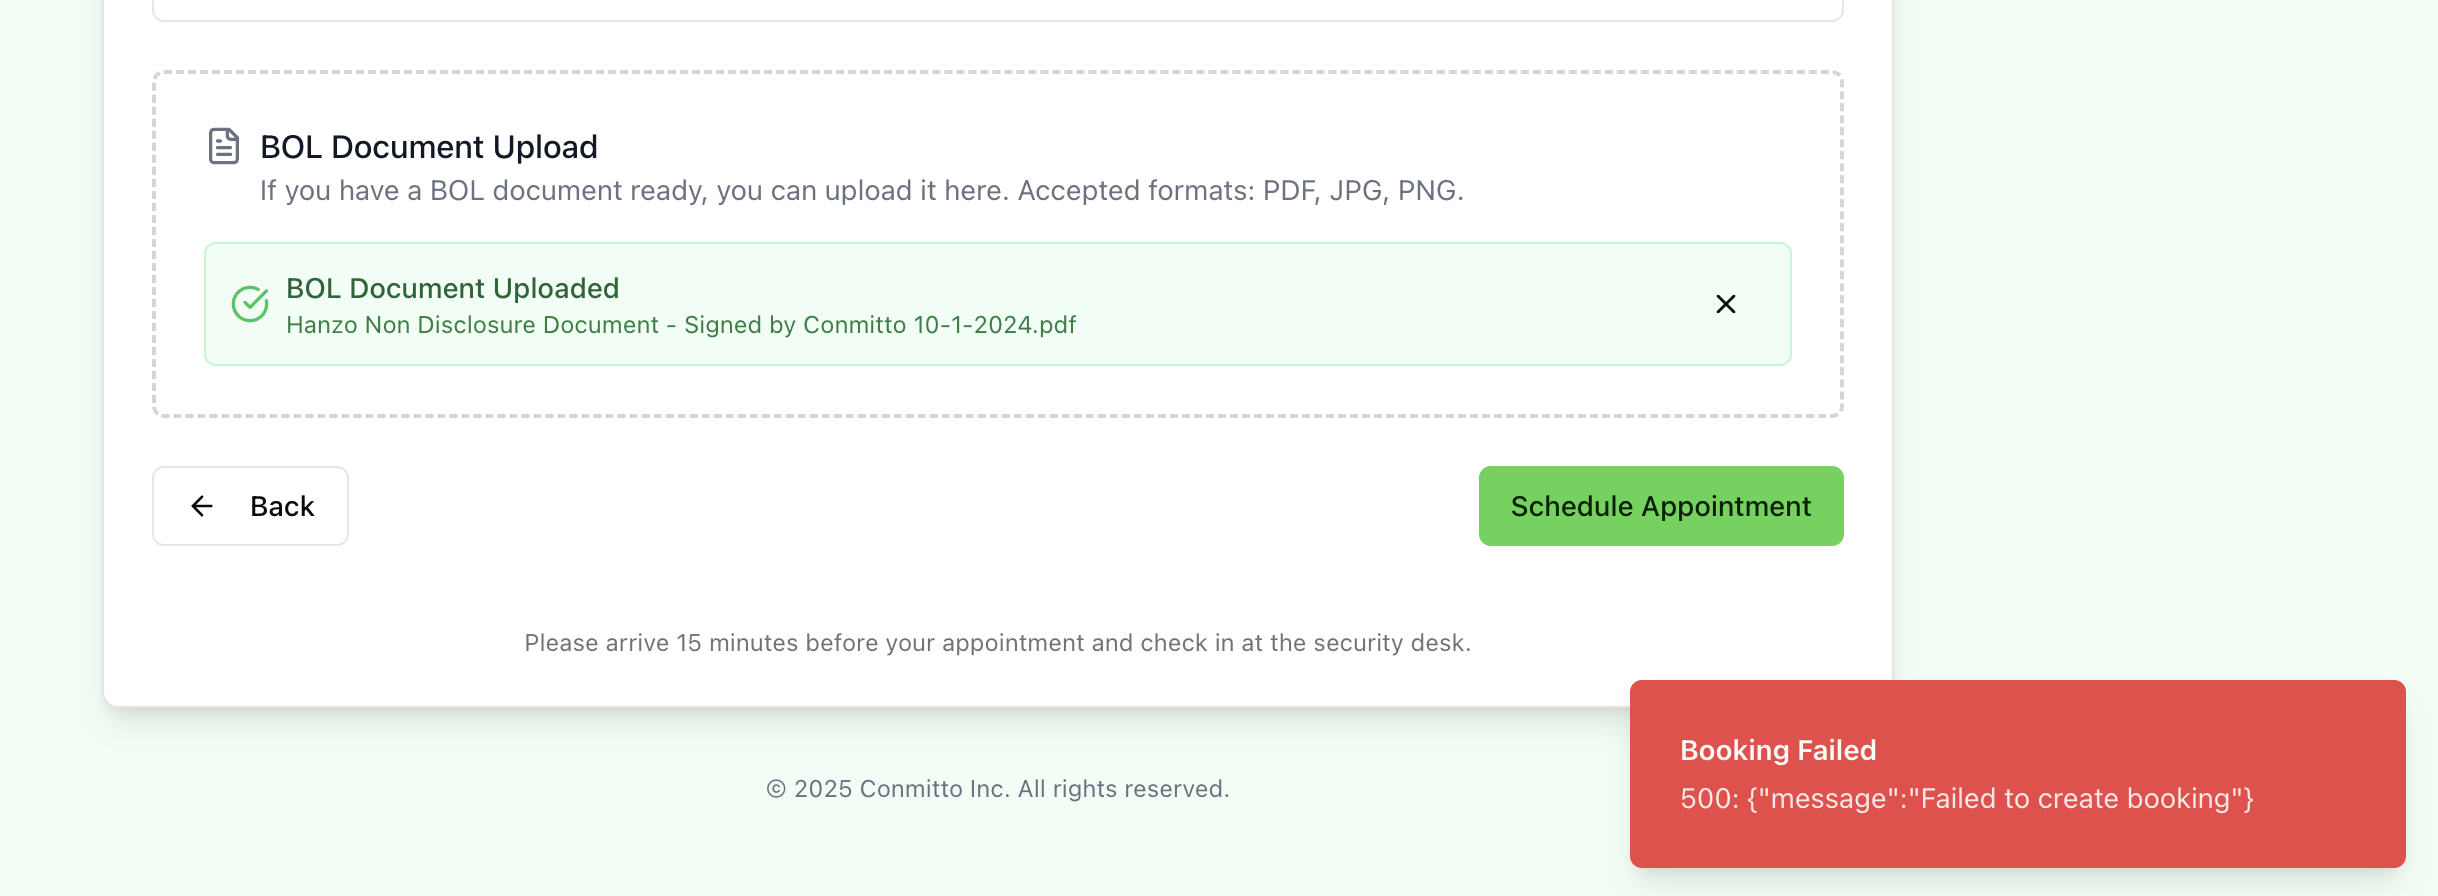 BOL Document Upload
If you have a BOL document ready, you can upload it here. Accepted formats: PDF, JPG, PNG.
BOL Document Uploaded
Hanzo Non Disclosure Document - Signed by Conmitto 10-1-2024.pdf
Back
Schedule Appointment
Please arrive 15 minutes before your appointment and check in at the security desk.
© 2025 Conmitto Inc. All rights reserved.
Booking Failed
500: {"message":"Failed to create booking"}